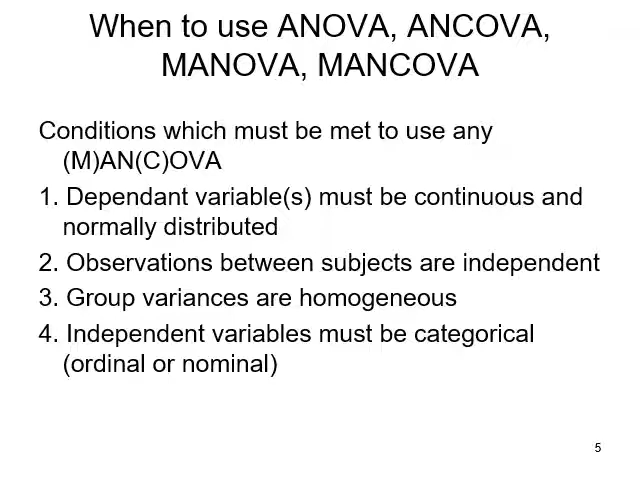 When to use ANOVA, ANCOVA,
MANOVA, MANCOVA
Conditions which must be met to use any
(M)AN(C)OVA
1. Dependant variable(s) must be continuous and
normally distributed
2. Observations between subjects are independent
3. Group variances are homogeneous
4. Independent variables must be categorical
(ordinal or nominal)
5